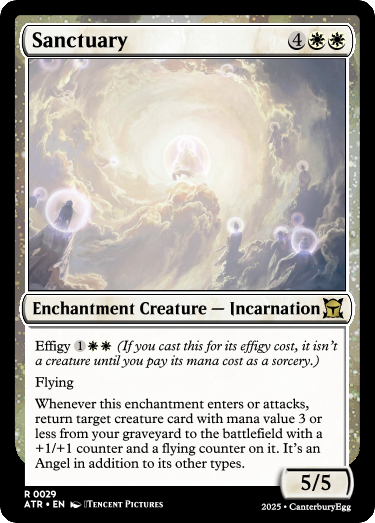 Sanctuary 4
Enchantment Creature — Incarnation
Effigy 1 (If you cast this for its effigy cost, it isn't
a creature until you pay its mana cost as a sorcery.)
Flying
Whenever this enchantment enters or attacks,
return target creature card with mana value 3 or
less from your graveyard to the battlefield with a
+1/+1 counter and a flying counter on it. It's an
Angel in addition to its other types.
5/5
R 0029
ATR • EN Tencent Pictures
2025 • CanterburyEgg